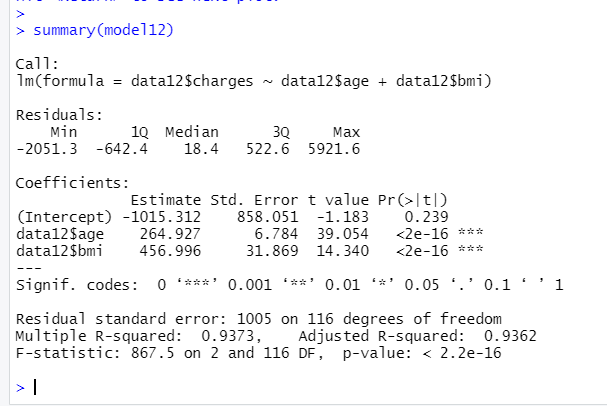 >
> summary(model12)
Call:
lm(formula = data12$charges ~ data12$age + data12$bmi)
Residuals:
    Min      1Q  Median      3Q     Max
-2051.3  -642.4    18.4   522.6  5921.6
Coefficients:
             Estimate Std. Error t value Pr(>|t|)
(Intercept) -1015.312    858.051  -1.183    0.239
data12$age    264.927      6.784  39.054   <2e-16 ***
data12$bmi    456.996     31.869  14.340   <2e-16 ***
---
Signif. codes:  0 ‘***’ 0.001 ‘**’ 0.01 ‘*’ 0.05 ‘.’ 0.1 ‘ ’ 1
Residual standard error: 1005 on 116 degrees of freedom
Multiple R-squared:  0.9373,	Adjusted R-squared:  0.9362
F-statistic: 867.5 on 2 and 116 DF,  p-value: < 2.2e-16
>